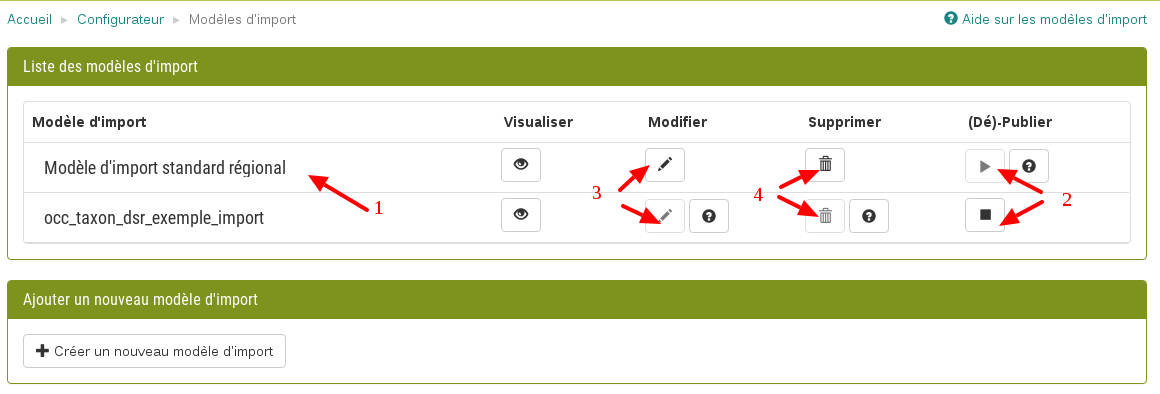 Accueil ▸ Configurateur ▸ Modèles d'import
Aide sur les modèles d'import
Liste des modèles d'import
Modèle d'import Visualiser Modifier Supprimer (Dé)-Publier
Modèle d'import standard régional
1 3 4 2
occ_taxon_dsr_exemple_import
Ajouter un nouveau modèle d'import
Créer un nouveau modèle d'import